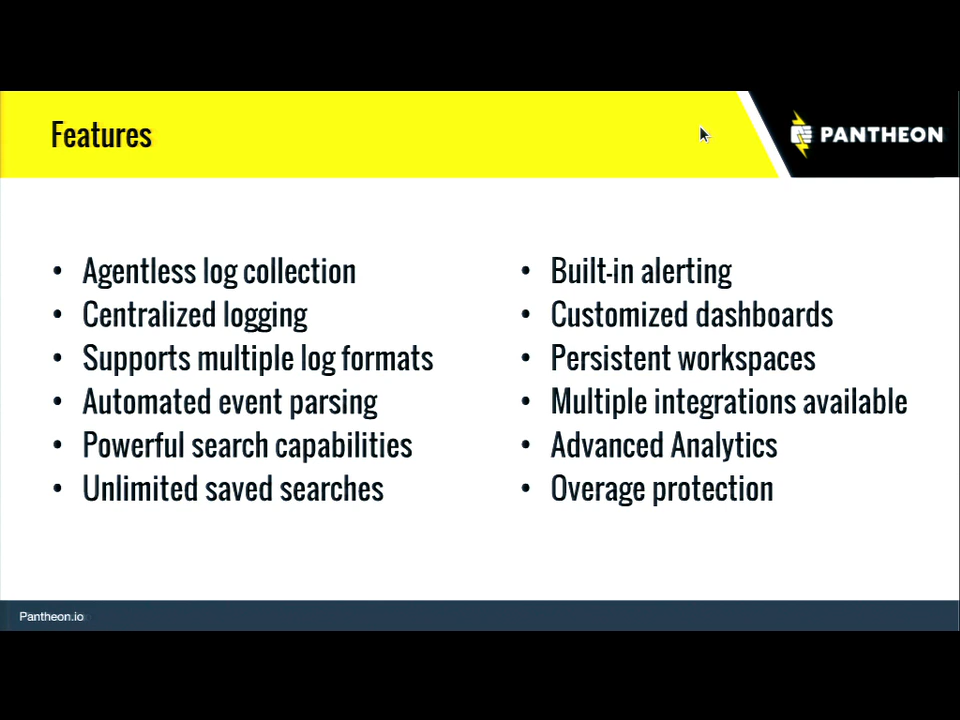 Features
PANTHEON
• Agentless log collection
• Centralized logging
• Supports multiple log formats
• Automated event parsing
• Powerful search capabilities
• Unlimited saved searches
• Built-in alerting
• Customized dashboards
• Persistent workspaces
• Multiple integrations available
• Advanced Analytics
• Overage protection
Pantheon.io